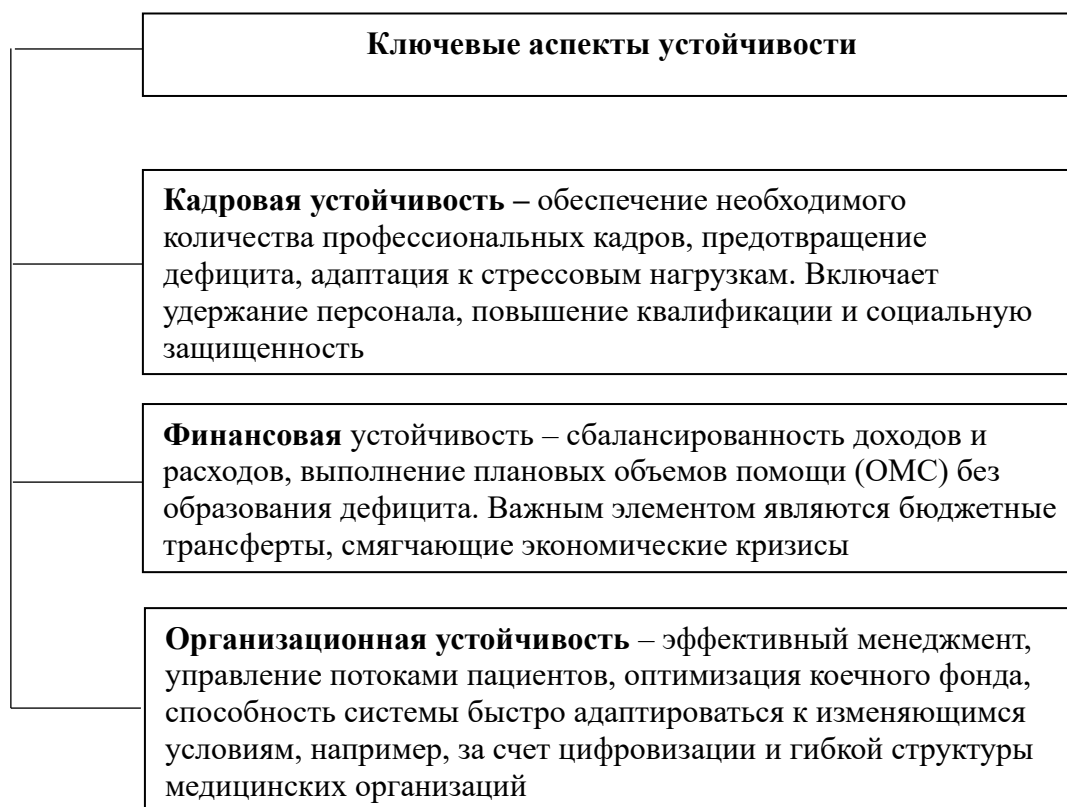 Ключевые аспекты устойчивости
Кадровая устойчивость – обеспечение необходимого
количества профессиональных кадров, предотвращение
дефицита, адаптация к стрессовым нагрузкам. Включает
удержание персонала, повышение квалификации и социальную
защищенность
Финансовая устойчивость – сбалансированность доходов и
расходов, выполнение плановых объемов помощи (ОМС) без
образования дефицита. Важным элементом являются бюджетные
трансферты, смягчающие экономические кризисы
Организационная устойчивость – эффективный менеджмент,
управление потоками пациентов, оптимизация коечного фонда,
способность системы быстро адаптироваться к изменяющимся
условиям, например, за счет цифровизации и гибкой структуры
медицинских организаций